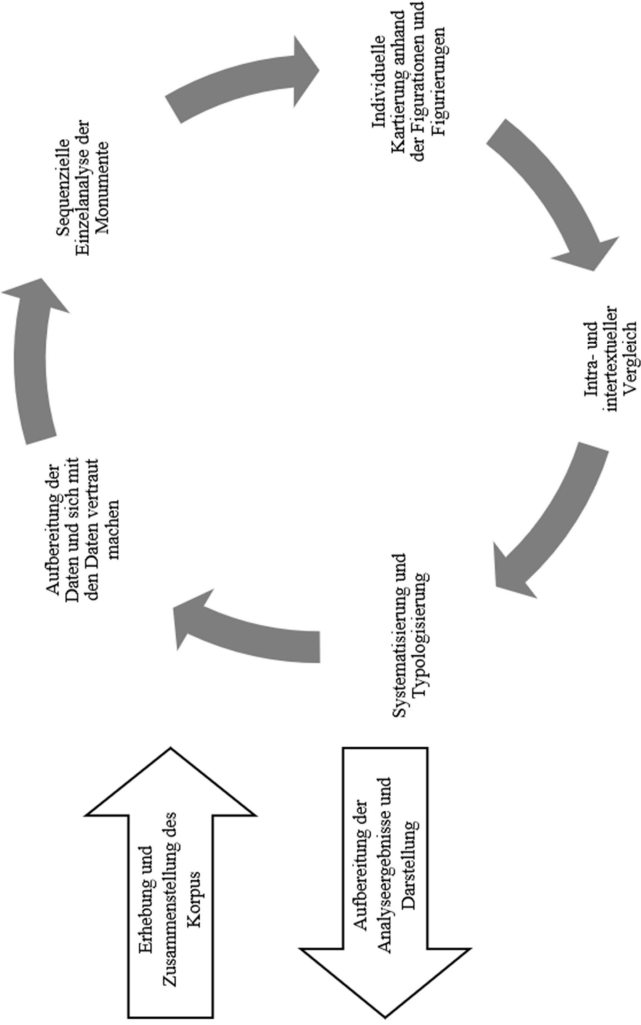 Erhebung und
Zusammenstellung des
Korpus
Aufbereitung der
Daten und sich mit
den Daten vertraut
machen
Sequenzielle
Einzelanalyse der
Monumente
Individuelle
Kartierung anhand
der Figurationen und
Figurierungen
Intra- und
intertextueller
Vergleich
Systematisierung und
Typologisierung
Aufbereitung der
Analyseergebnisse und
Darstellung